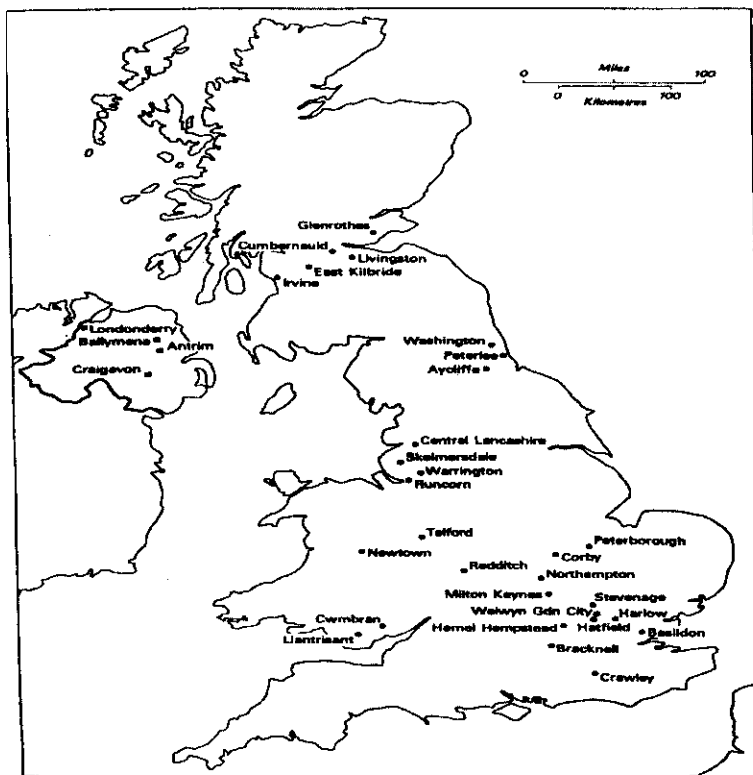 Miles
0 100
0 100
Kilometres
Glenrothes
Cumbernauld
Livingston
East Kilbride
Irvine
Londonderry
Ballymena
Antrim
Craigavon
Washington
Peterlee
Aycliffe
Central Lancashire
Skelmersdale
Warrington
Runcorn
Telford
Newtown
Redditch
Peterborough
Corby
Northampton
Milton Keynes
Stevenage
Welwyn Gdn City
Harlow
Hemel Hempstead
Hatfield
Basildon
Cwmbran
Llantrisant
Bracknell
Crawley